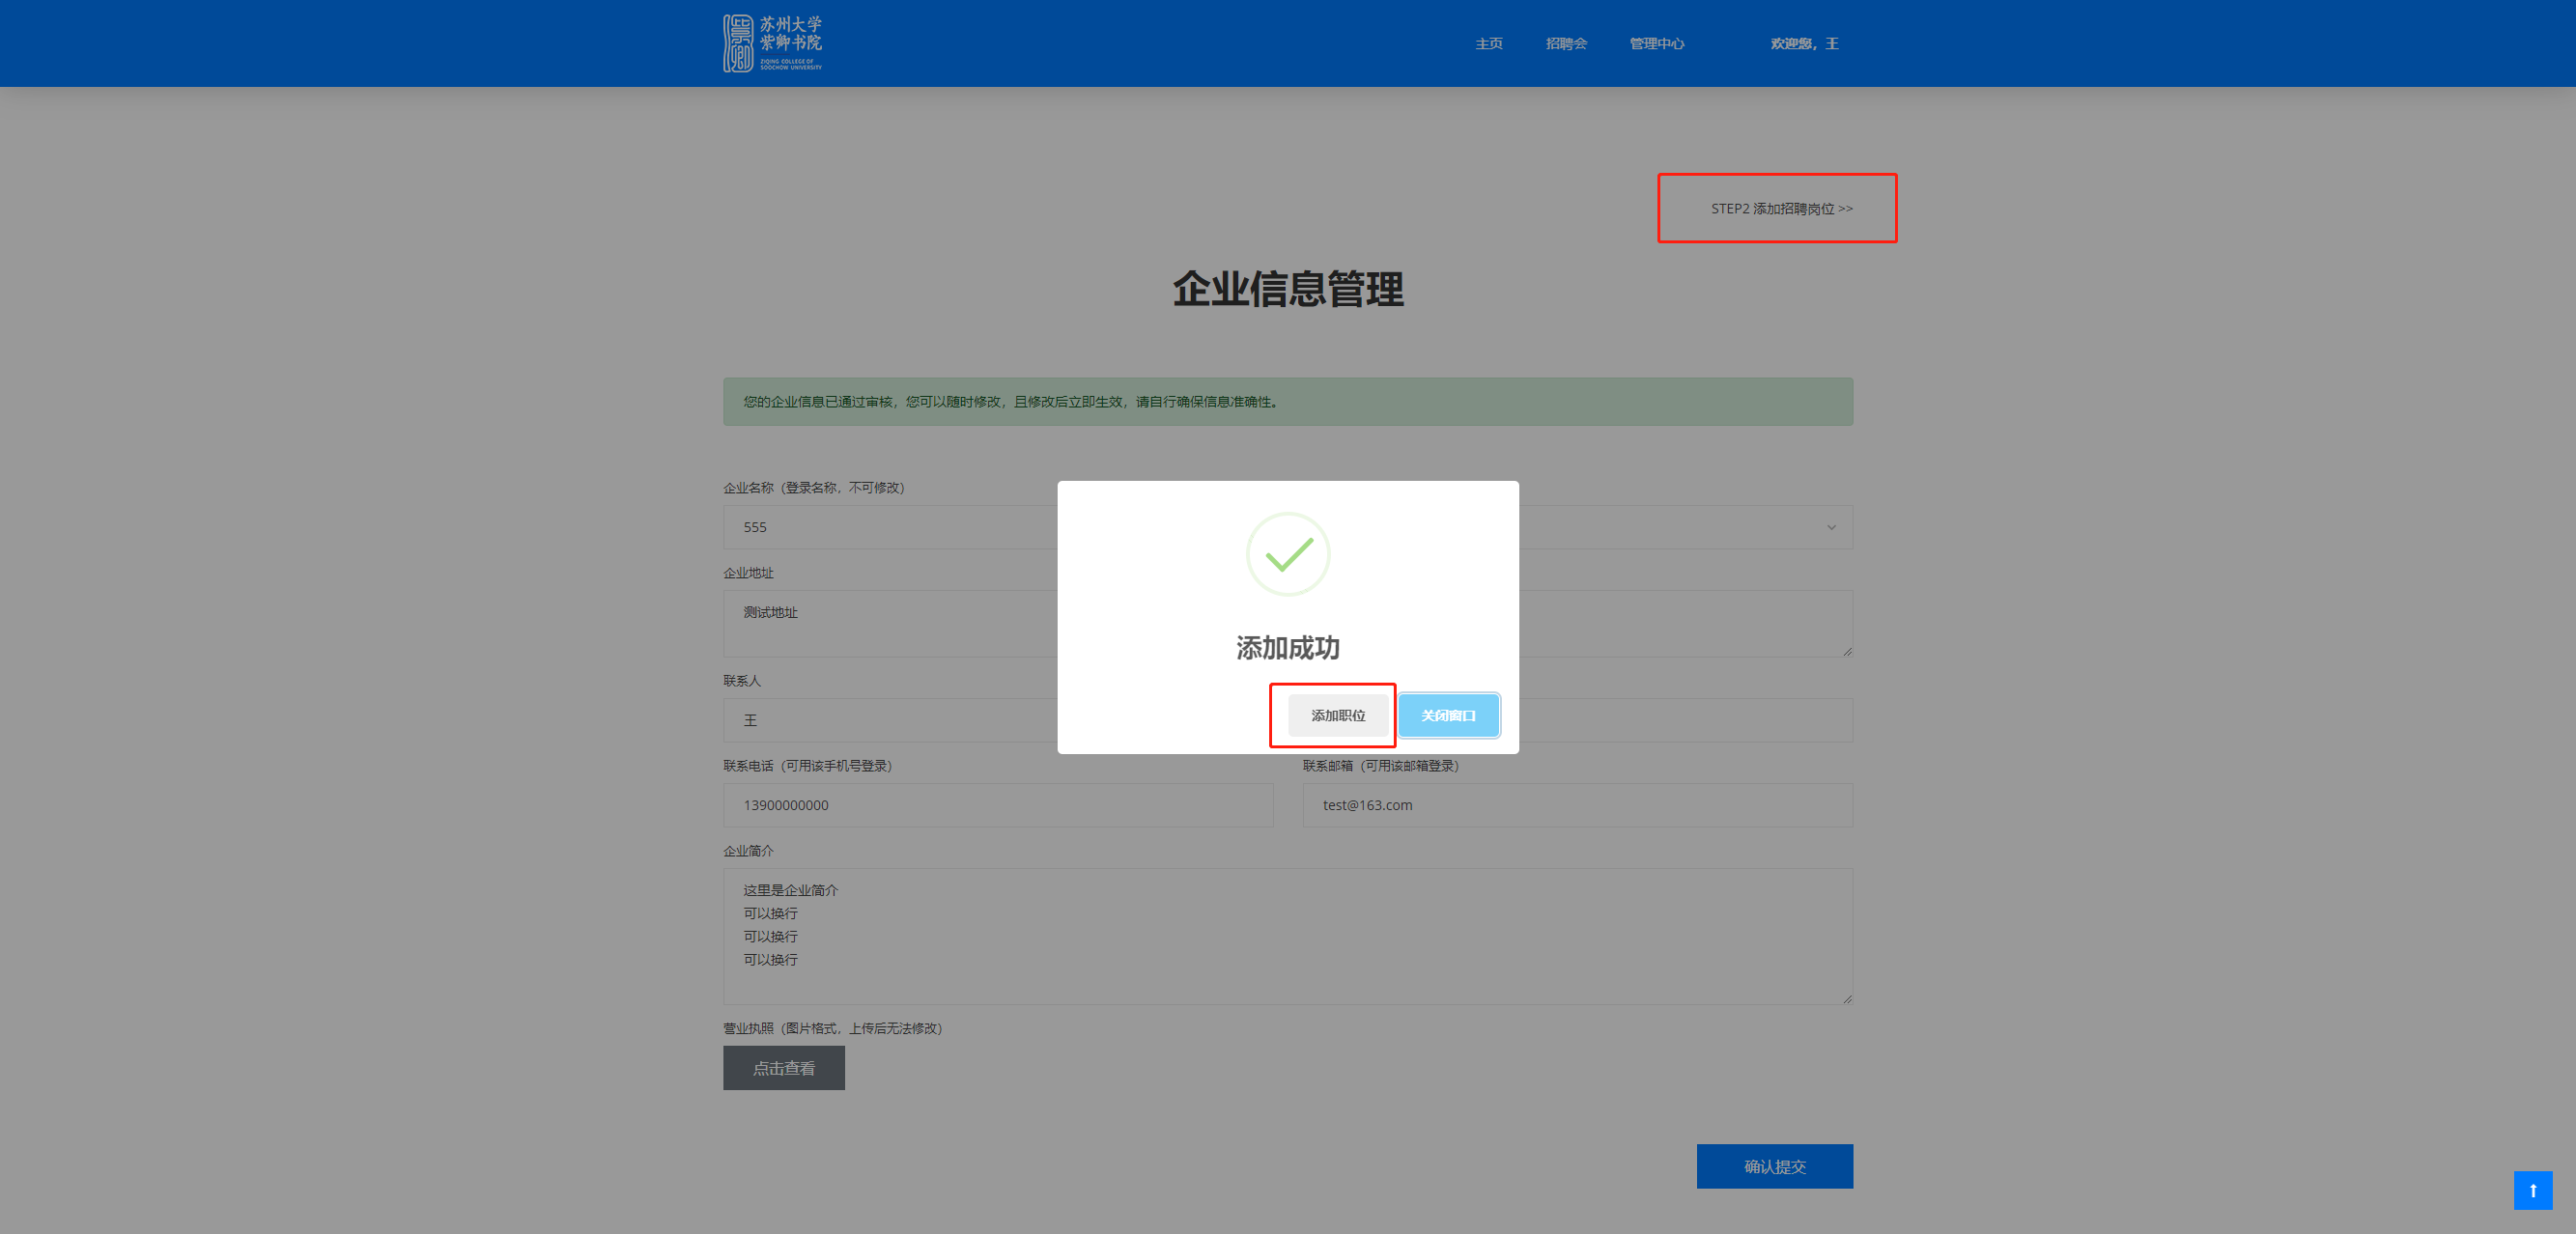 苏州大学
紫卿书院
ZIQING COLLEGE OF
SOOCHOW UNIVERSITY
主页
招聘会
管理中心
欢迎您，王
STEP2 添加招聘岗位 >>
企业信息管理
您的企业信息已通过审核，您可以随时修改，且修改后立即生效，请自行确保信息准确性。
企业名称（登录名称，不可修改）
555
企业地址
测试地址
添加成功
添加职位
关闭窗口
联系人
王
联系电话（可用该手机号登录）
联系邮箱（可用该邮箱登录）
13900000000
test@163.com
企业简介
这里是企业简介
可以换行
可以换行
可以换行
营业执照（图片格式，上传后无法修改）
点击查看
确认提交